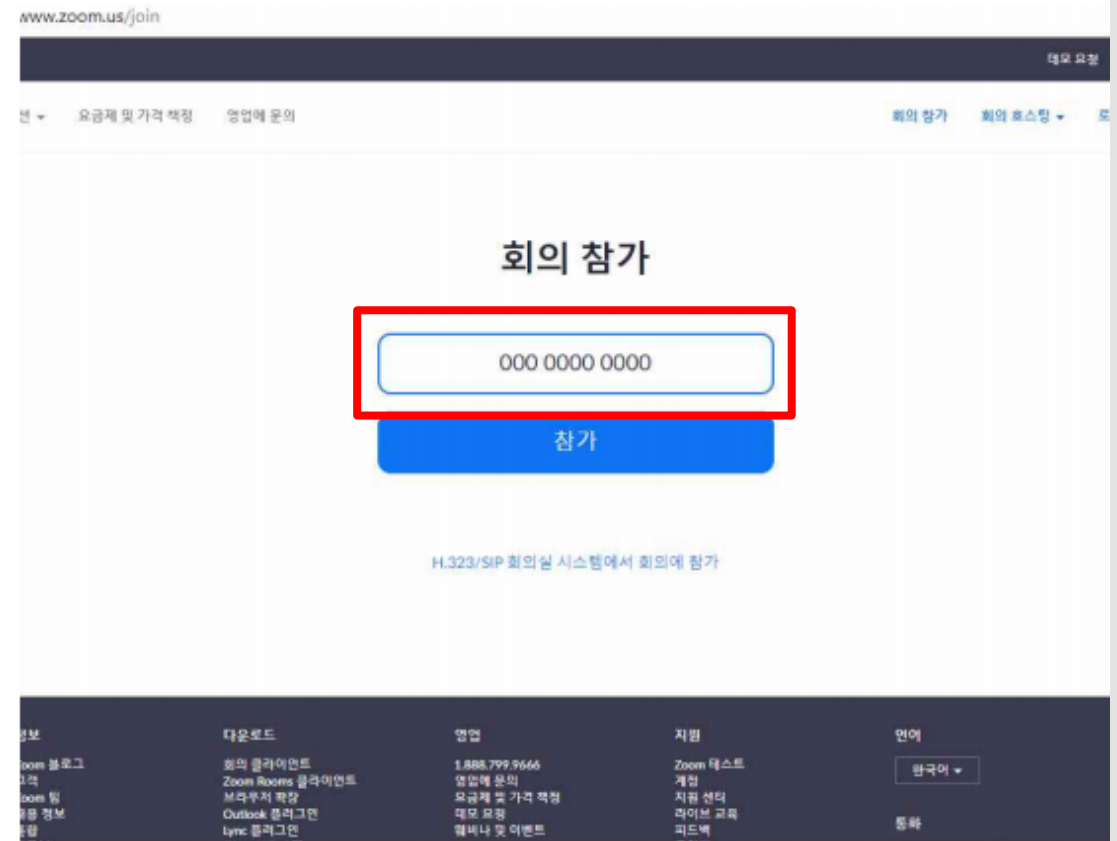 www.zoom.us/join
데모 요청
요금제 및 가격 책정 영업에 문의 회의 참가 회의 호스팅
회의 참가
000 0000 0000
참가
H.323/SIP 회의실 시스템에서 회의에 참가
다운로드
회의 클라이언트
Zoom Rooms 클라이언트
브라우저 확장
Outlook 플러그인
Lync 플러그인
영업
1.888.799.9666
영업에 문의
요금제 및 가격 책정
데모 요청
웹비나 및 이벤트
지원
Zoom 테스트
계정
지원 센터
라이브 교육
피드백
언어
한국어
통화